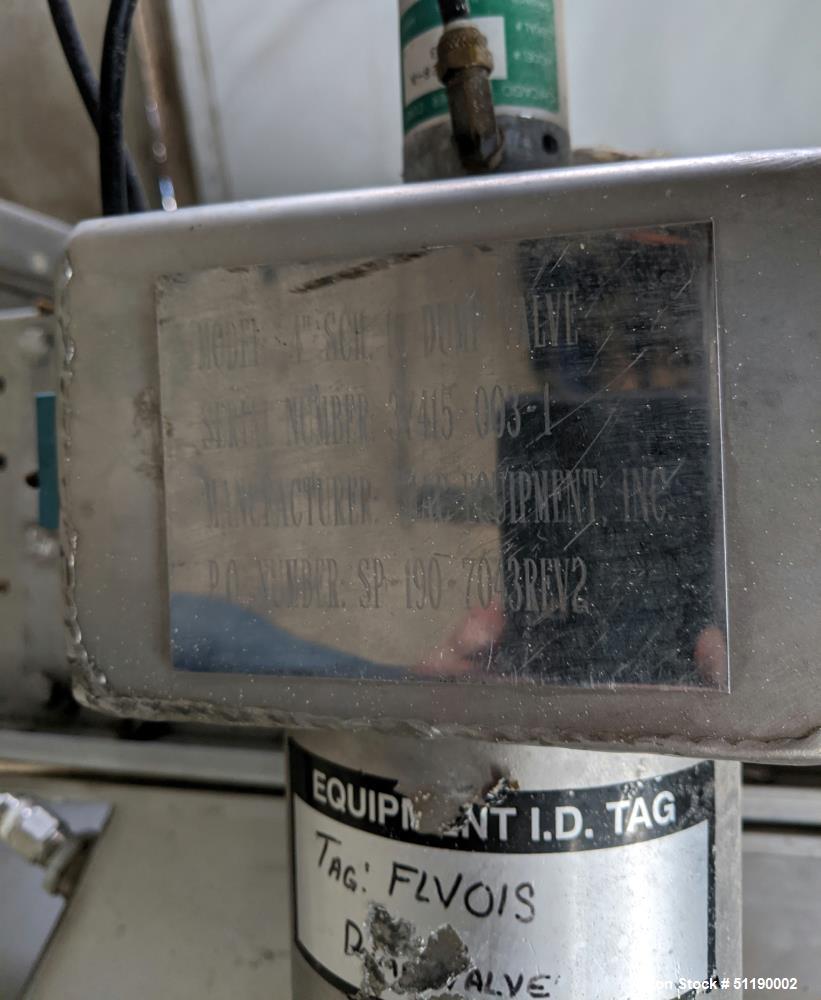 MODEL: 4" SCH. DUMP VALVE
SERIAL NUMBER: 37415-003-1
MANUFACTURER: EQUIPMENT, INC.
P.O. NUMBER: SP-190-7043REV2
EQUIPMENT I.D. TAG
TAG: FLV01S
VALVE
Stock # 51190002